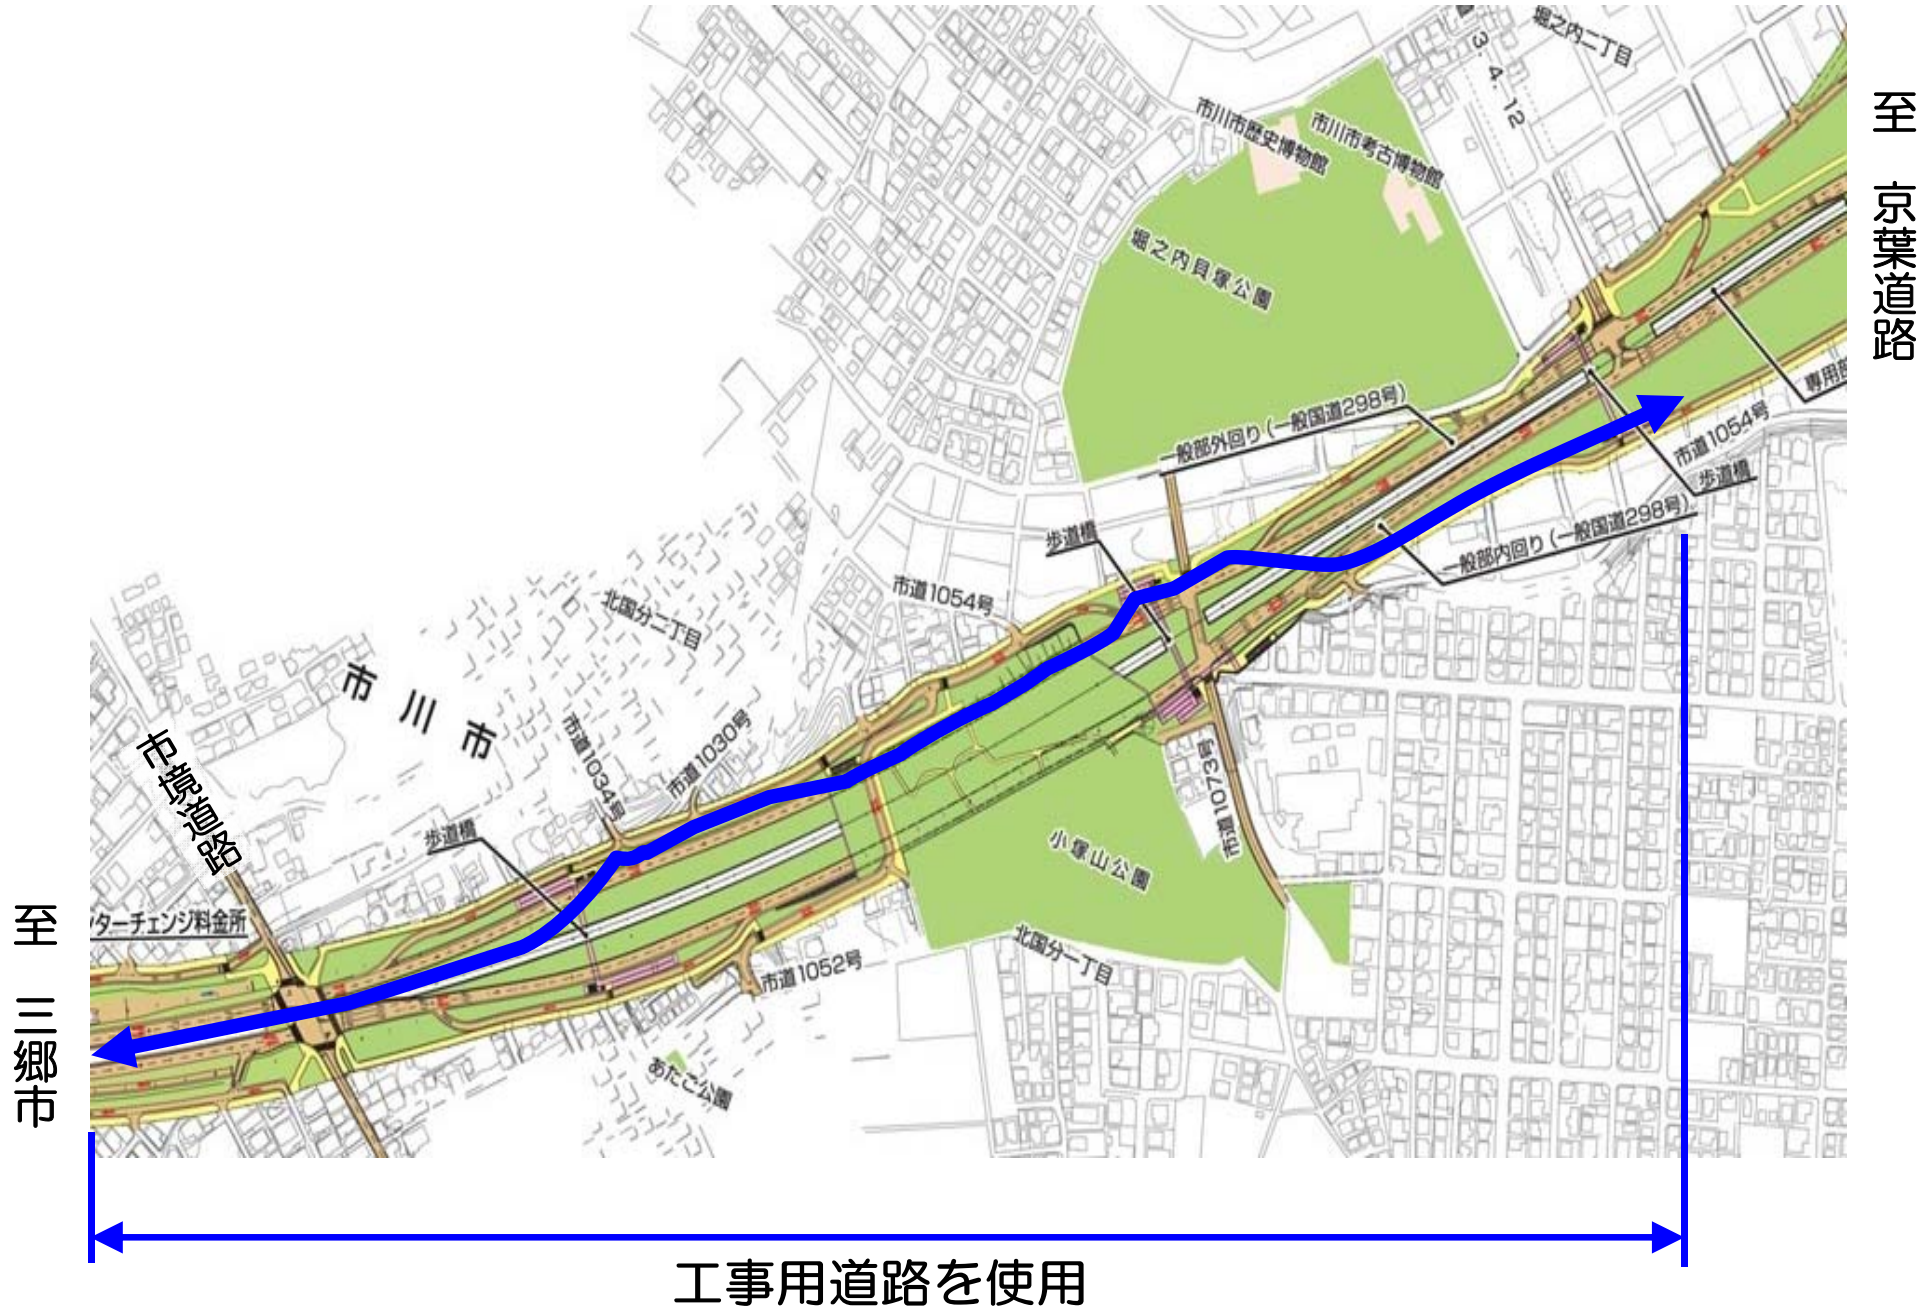 堀之内二丁目
3.4.12
市川市歴史博物館
市川市考古博物館
至 京葉道路
堀之内貝塚公園
専用部
一般部外回り(一般国道298号)
市道1054号
歩道橋
一般部内回り(一般国道298号)
歩道橋
市道1054号
北国分二丁目
市川市
市道1034号
市道1030号
市境道路
歩道橋
市道1073号
小塚山公園
ターチェンジ料金所
北国分一丁目
市道1052号
至 三郷市
あたご公園
工事用道路を使用